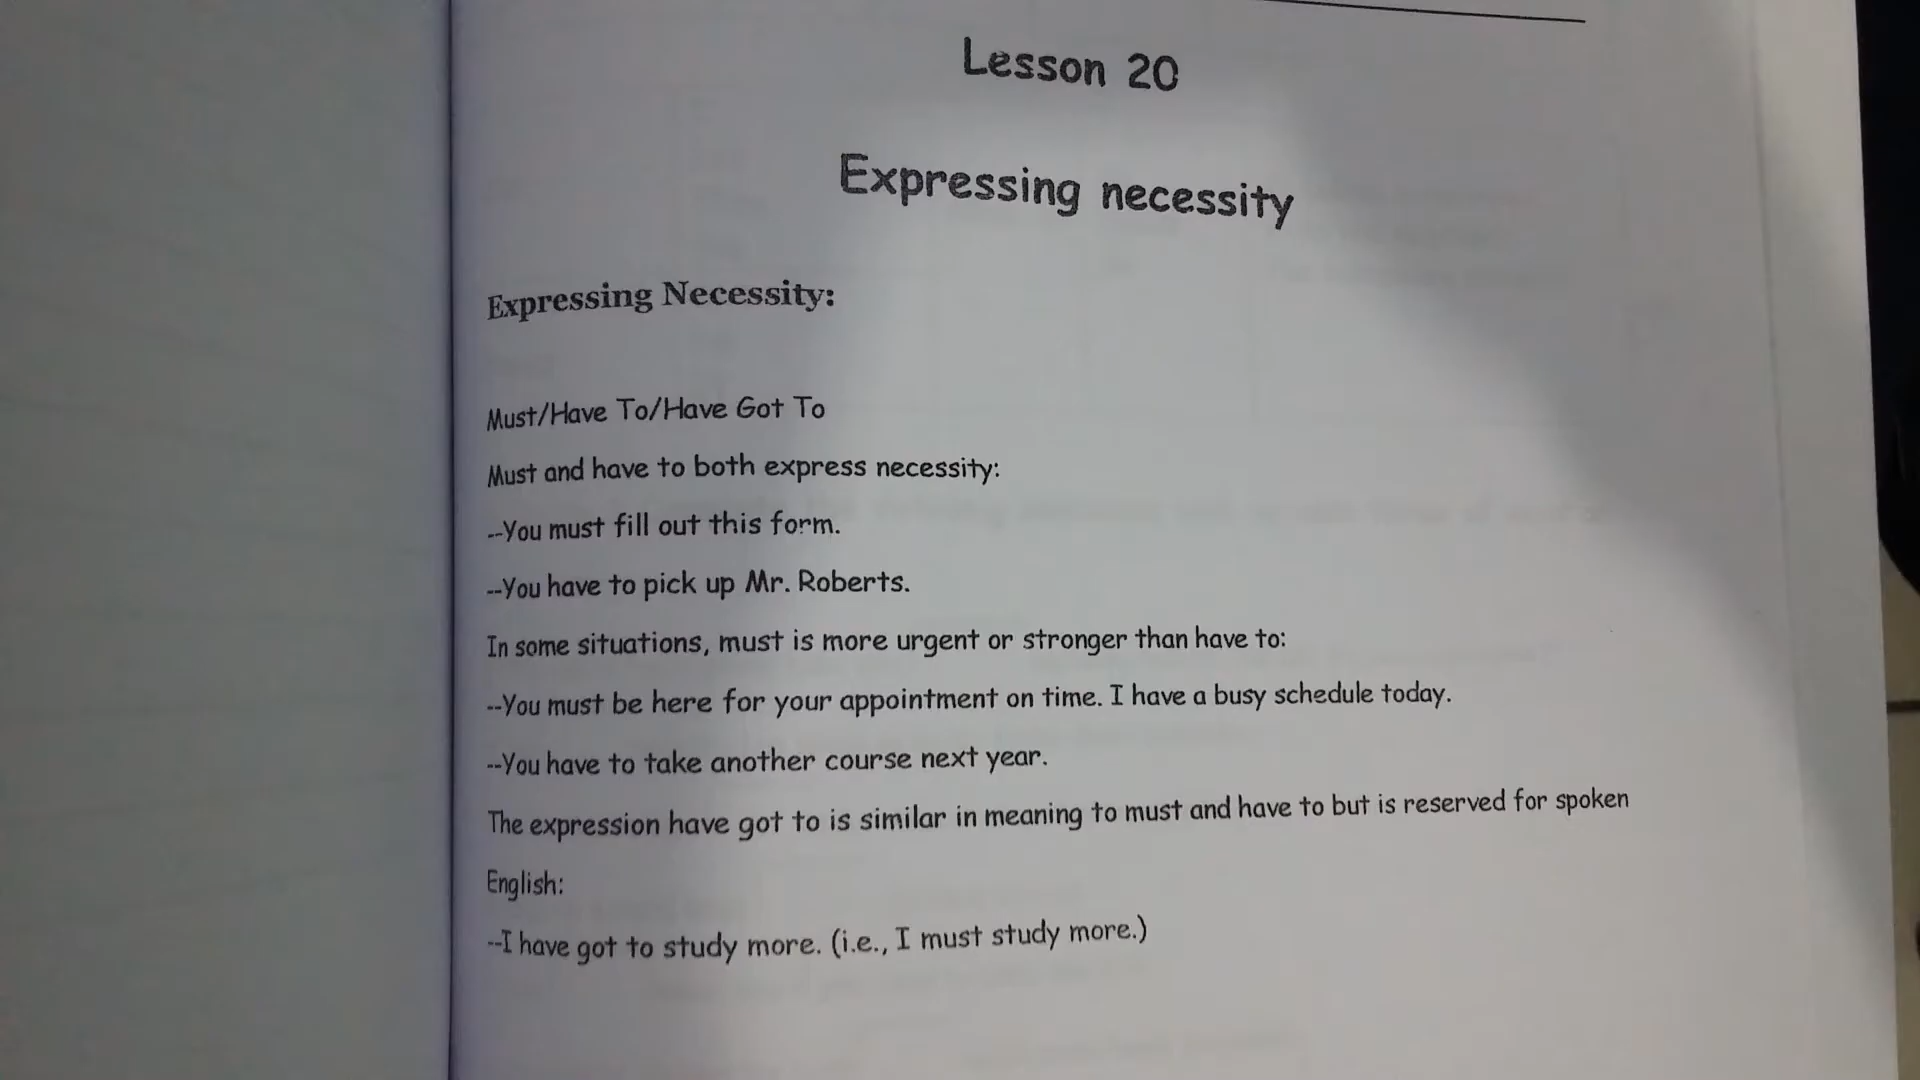 Lesson 20
Expressing necessity
Expressing Necessity:
Must/Have To/Have Got To
Must and have to both express necessity:
--You must fill out this form.
--You have to pick up Mr. Roberts.
In some situations, must is more urgent or stronger than have to:
--You must be here for your appointment on time. I have a busy schedule today.
--You have to take another course next year.
The expression have got to is similar in meaning to must and have to but is reserved for spoken
English:
--I have got to study more. (i.e., I must study more.)